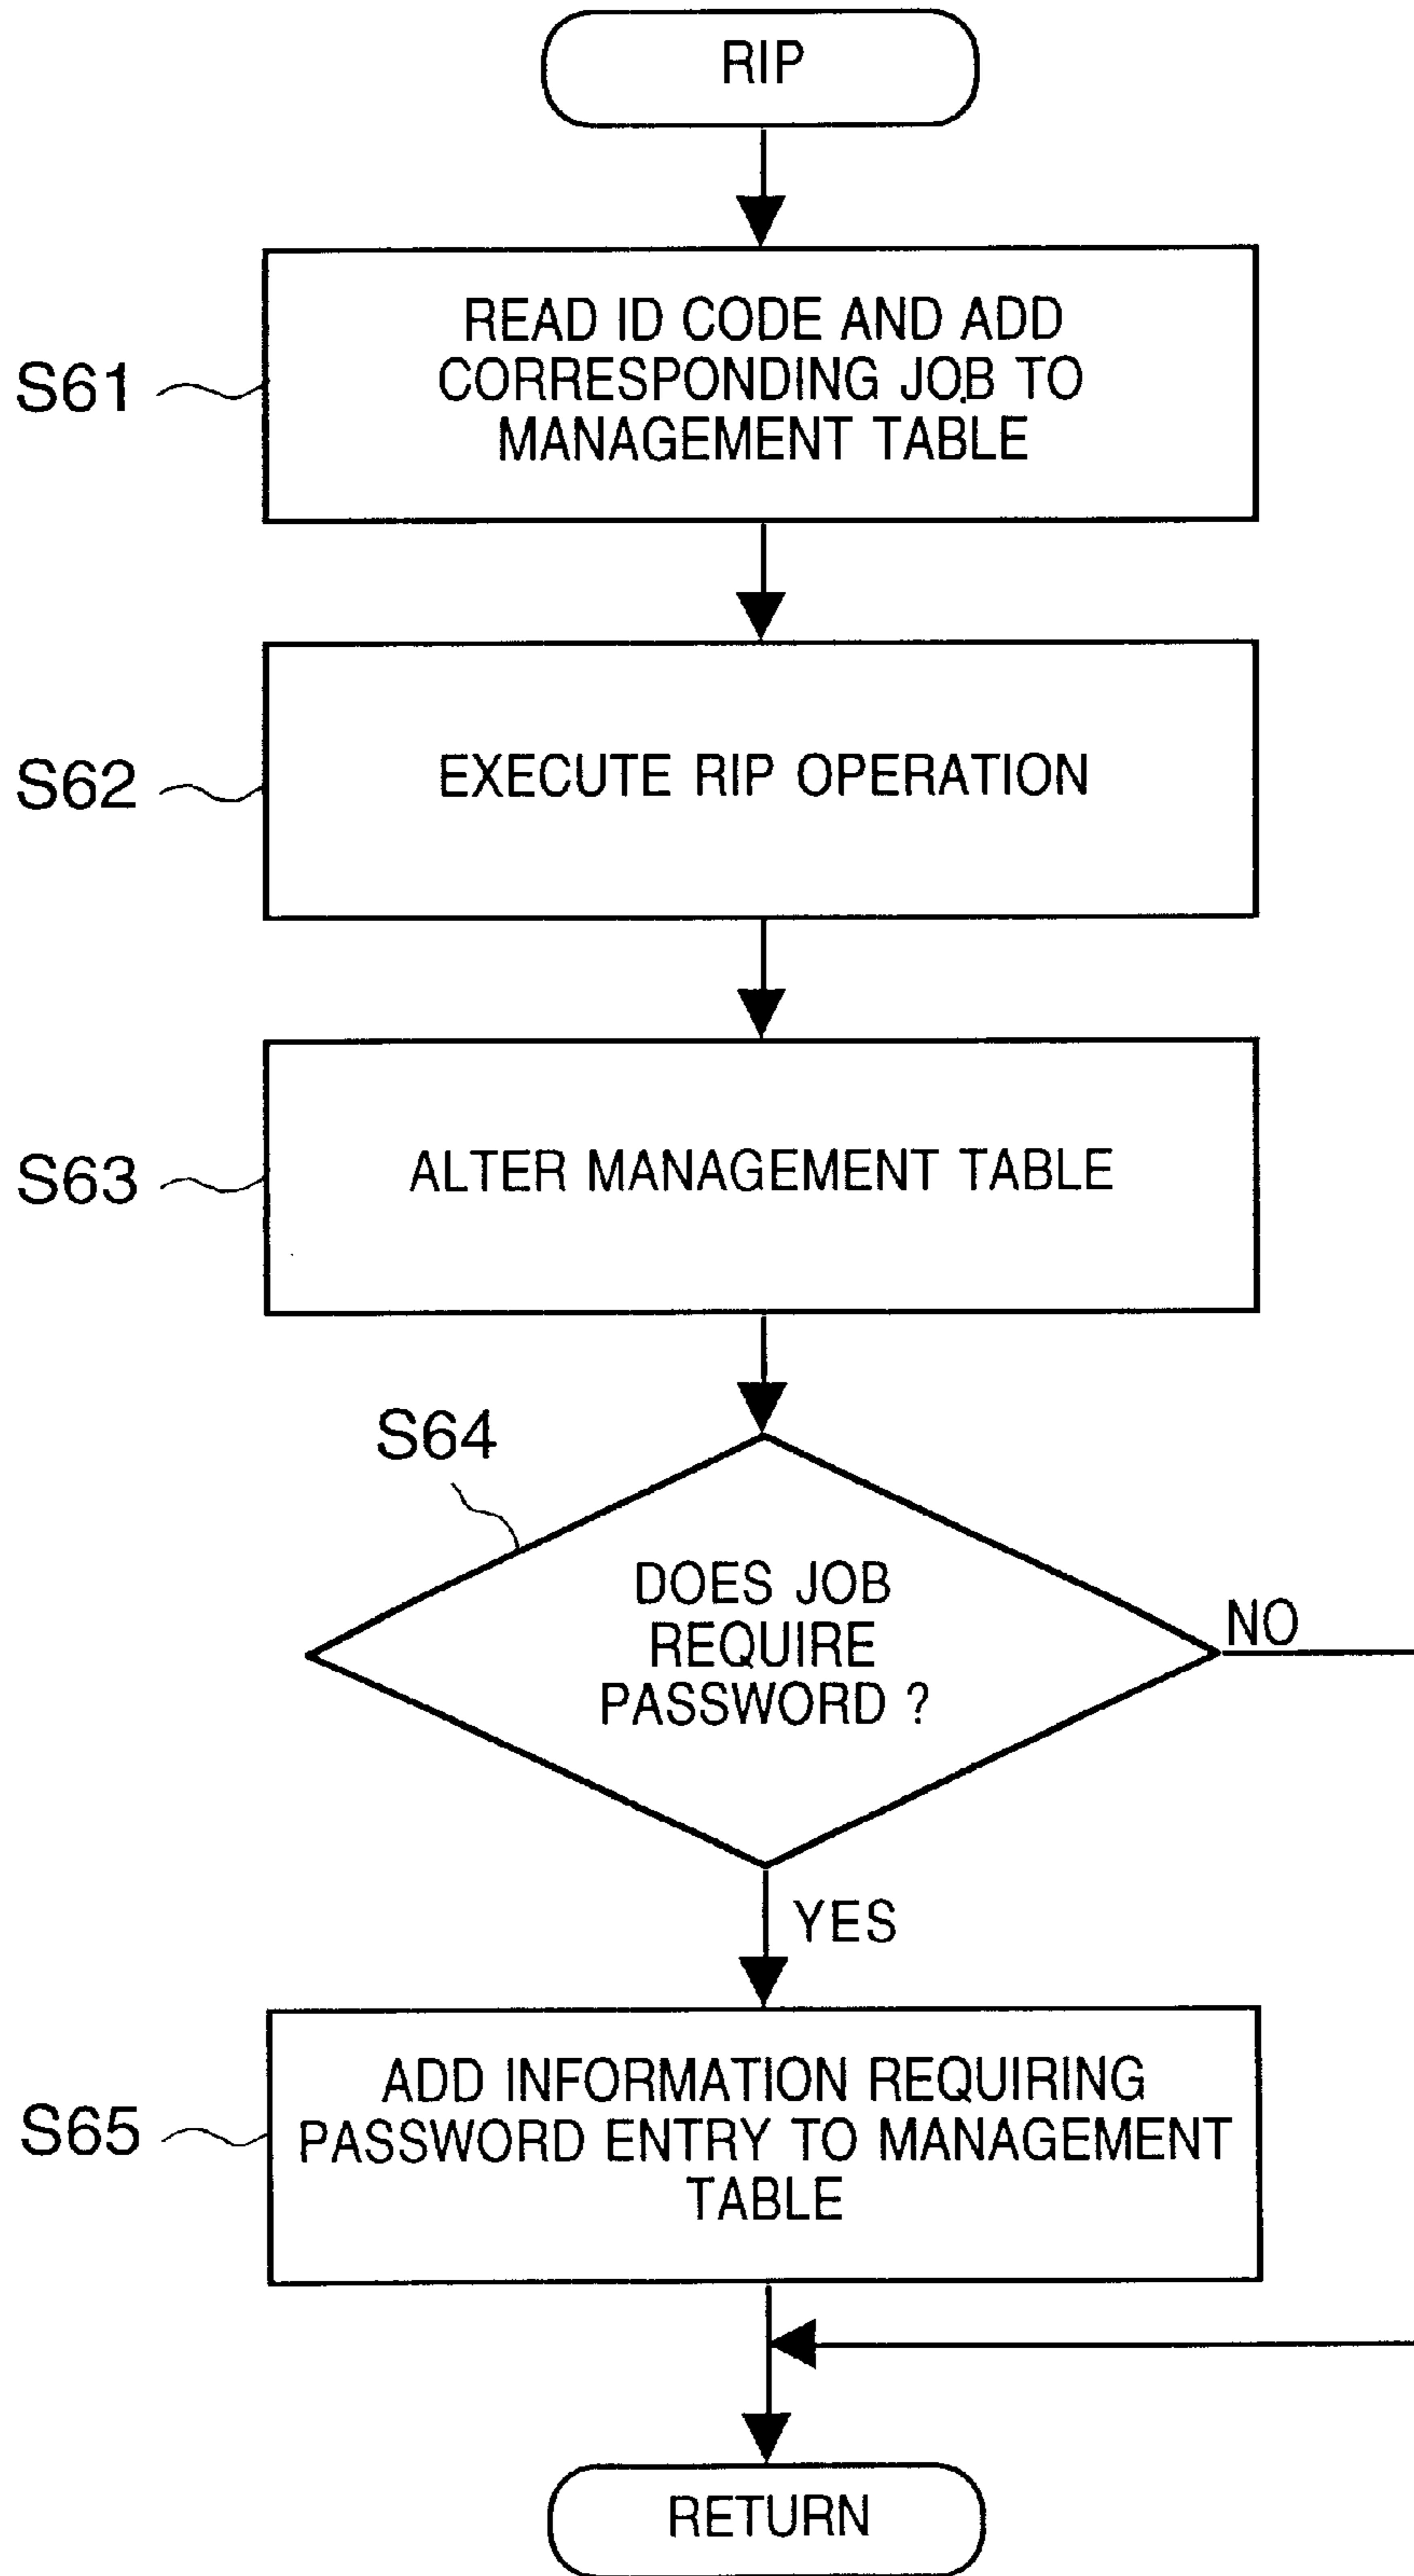 RIP
READ ID CODE AND ADD
CORRESPONDING JOB TO
MANAGEMENT TABLE
S61
EXECUTE RIP OPERATION
S62
ALTER MANAGEMENT TABLE
S63
S64
DOES JOB
REQUIRE
PASSWORD ?
NO
YES
ADD INFORMATION REQUIRING
PASSWORD ENTRY TO MANAGEMENT
TABLE
S65
RETURN